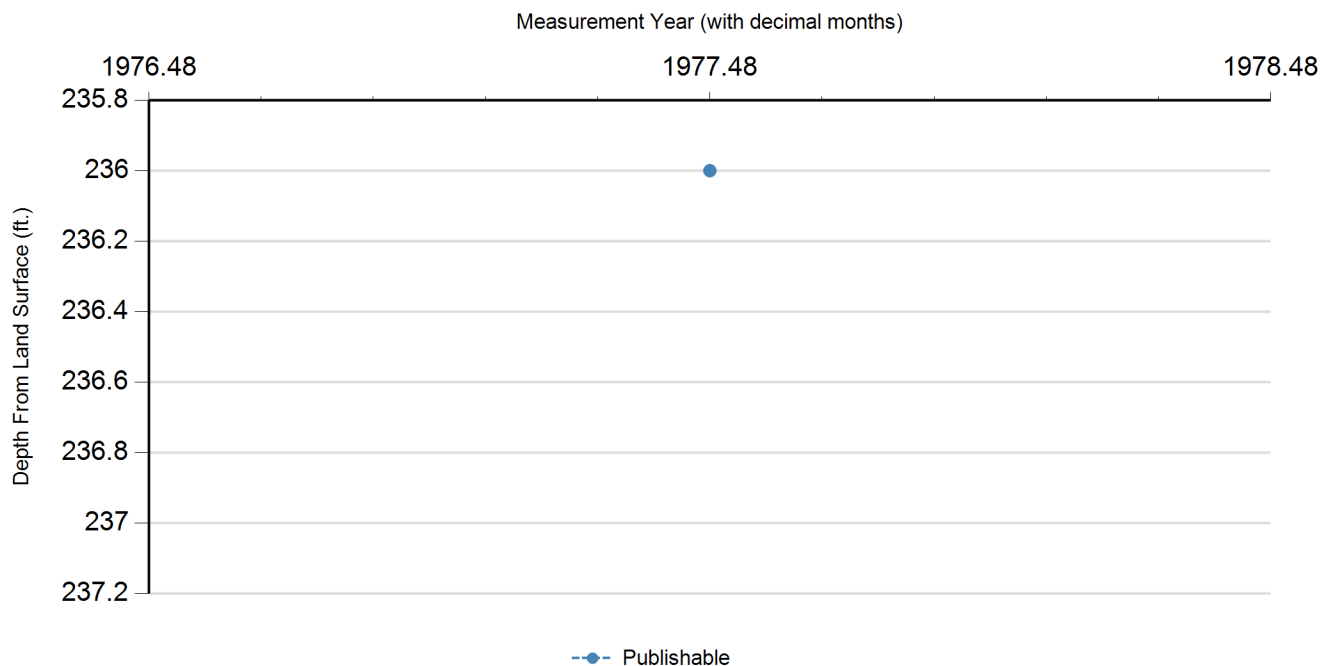 Measurement Year (with decimal months)
1976.48 1977.48 1978.48
235.8
236
236.2
236.4
236.6
236.8
237
237.2
Depth From Land Surface (ft.)
Publishable